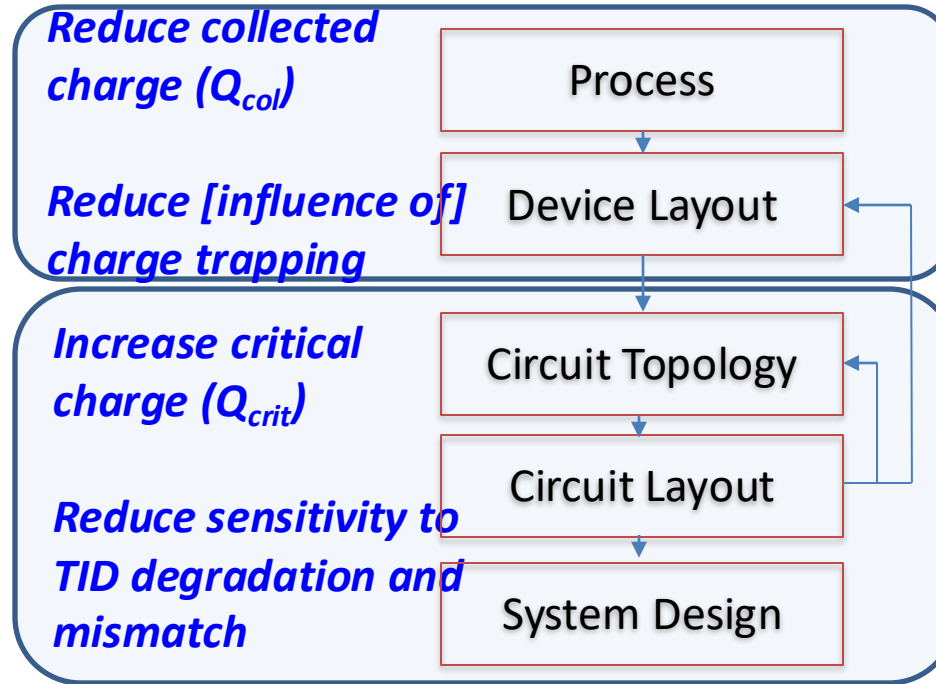 Reduce collected
charge (Qcol)
Process
Reduce [influence of]
charge trapping
Device Layout
Increase critical
charge (Qcrit)
Circuit Topology
Circuit Layout
Reduce sensitivity to
TID degradation and
mismatch
System Design